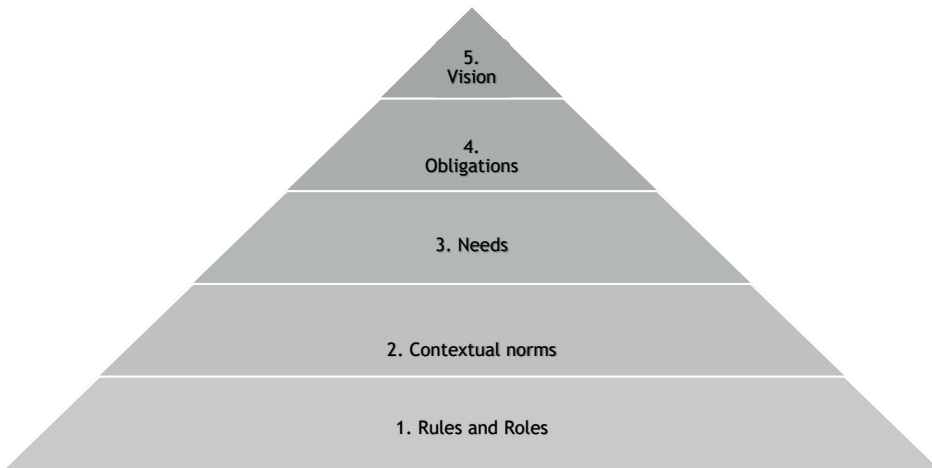 5.
Vision
4.
Obligations
3. Needs
2. Contextual norms
1. Rules and Roles